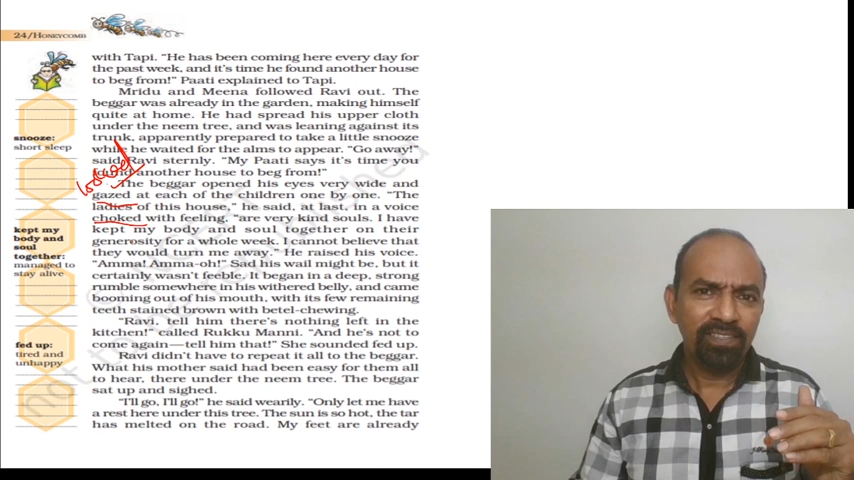 24/HONEYCOMB
with Tapi. “He has been coming here every day for
the past week, and it's time he found another house
to beg from!” Paati explained to Tapi.
Mridu and Meena followed Ravi out. The
beggar was already in the garden, making himself
quite at home. He had spread his upper cloth
under the neem tree, and was leaning against its
trunk, apparently prepared to take a little snooze
while he waited for the alms to appear. “Go away!”
said Ravi sternly. “My Paati says it's time you
found another house to beg from!”
The beggar opened his eyes very wide and
gazed at each of the children one by one. “The
ladies of this house,” he said, at last, in a voice
choked with feeling, “are very kind souls. I have
kept my body and soul together on their
generosity for a whole week. I cannot believe that
they would turn me away.” He raised his voice.
“Amma! Amma-oh!” Sad his wail might be, but it
certainly wasn't feeble. It began in a deep, strong
rumble somewhere in his withered belly, and came
booming out of his mouth, with its few remaining
teeth stained brown with betel-chewing.
“Ravi, tell him there's nothing left in the
kitchen!” called Rukku Manni. “And he's not to
come again—tell him that!” She sounded fed up.
Ravi didn't have to repeat it all to the beggar.
What his mother said had been easy for them all
to hear, there under the neem tree. The beggar
sat up and sighed.
“I'll go, I'll go!” he said wearily. “Only let me have
a rest here under this tree. The sun is so hot, the tar
has melted on the road. My feet are already
snooze:
short sleep
kept my
body and
soul
together:
managed to
stay alive
fed up:
tired and
unhappy
looked